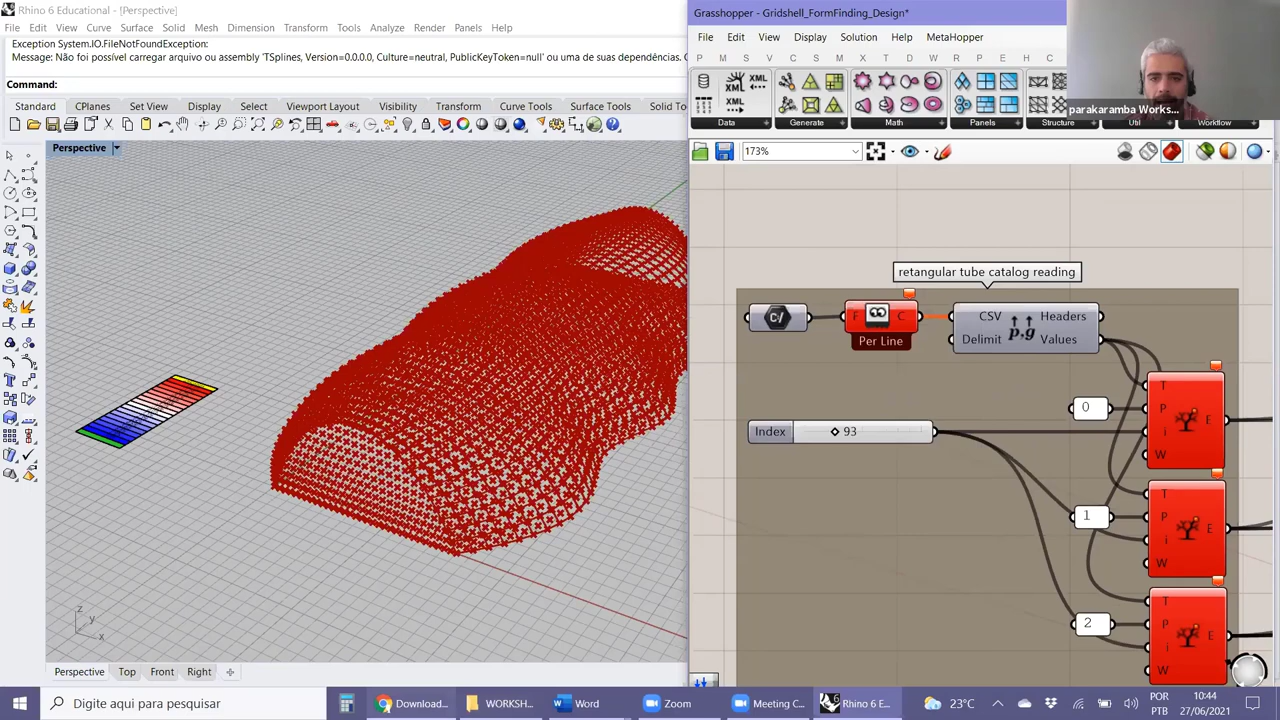 Rhino 6 Educational - [Perspective]
File Edit View Curve Surface Solid Mesh Dimension Transform Tools Analyze Render Panels Help
Exception System.IO.FileNotFoundException:
Message: Não foi possível carregar arquivo ou assembly 'TSplines, Version=0.0.0.0, Culture=neutral, PublicKeyToken=null' ou uma de suas dependências.
Command:
Standard CPlanes Set View Display Select Viewport Layout Visibility Transform Curve Tools Surface Tools Solid To
Perspective
z
y
x
Perspective Top Front Right
Grasshopper - Gridshell_FormFinding_Design*
File Edit View Display Solution Help MetaHopper
parakaramba Works...
XML
XML
Data Generate Math Panels Structure Util Workflow
173%
retangular tube catalog reading
C:/
F C
Per Line
CSV Headers
Delimit Values
p,g
Index 93
0
T
P
i E
W
1
T
P
i E
W
2
T
P
i E
W
Digite aqui para pesquisar
Download... WORKSH... Word Zoom Meeting C... Rhino 6 E... 23°C
POR
PTB
10:44
27/06/2021